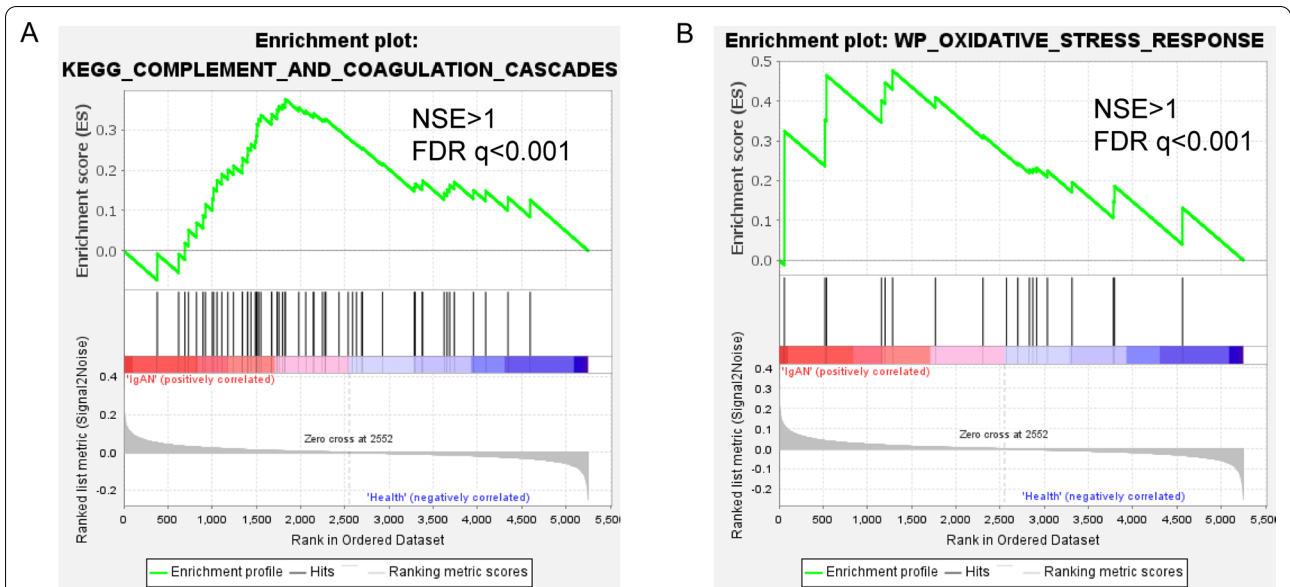 A
Enrichment plot:
KEGG_COMPLEMENT_AND_COAGULATION_CASCADES
Enrichment score (ES)
0.3
0.2
0.1
0.0
NSE>1
FDR q<0.001
'IgAN' (positively correlated)
Ranked list metric (Signal2Noise)
0.4
0.2
0.0
-0.2
Zero cross at 2552
'Health' (negatively correlated)
0 500 1,000 1,500 2,000 2,500 3,000 3,500 4,000 4,500 5,000
Rank in Ordered Dataset
Enrichment profile Hits Ranking metric scores
B
Enrichment plot: WP_OXIDATIVE_STRESS_RESPONSE
Enrichment score (ES)
0.5
0.4
0.3
0.2
0.1
0.0
NSE>1
FDR q<0.001
'IgAN' (positively correlated)
Ranked list metric (Signal2Noise)
0.4
0.3
0.2
0.1
0.0
-0.1
-0.2
Zero cross at 2552
'Health' (negatively correlated)
0 500 1,000 1,500 2,000 2,500 3,000 3,500 4,000 4,500 5,000
Rank in Ordered Dataset
Enrichment profile Hits Ranking metric scores